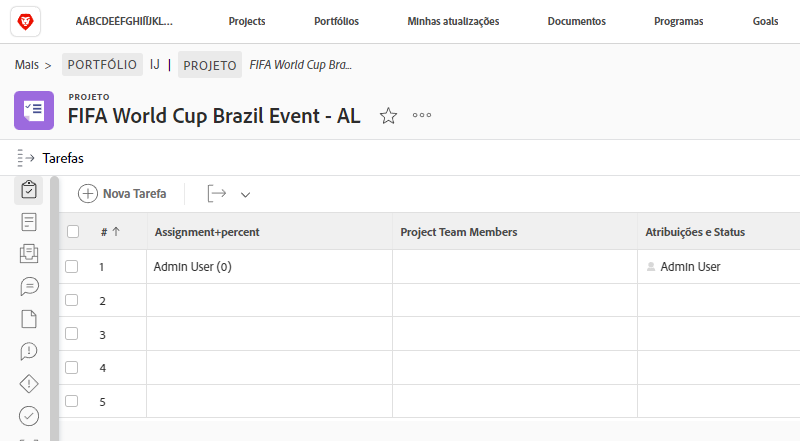 AÁBCDEÉFGHIÍÏJKL... Projects Portfólios Minhas atualizações Documentos Programas Goals
Mais > PORTFÓLIO IJ | PROJETO FIFA World Cup Bra...
PROJETO
FIFA World Cup Brazil Event - AL
Tarefas
Nova Tarefa
# Assignment+percent Project Team Members Atribuições e Status
1 Admin User (0) Admin User
2
3
4
5